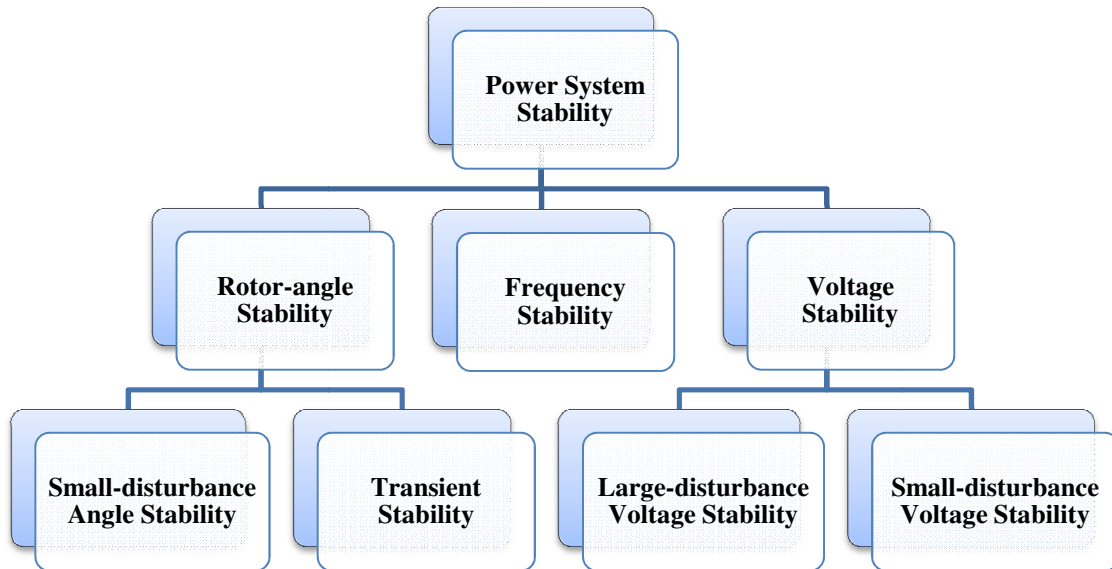 Power System
Stability
Rotor-angle
Stability
Frequency
Stability
Voltage
Stability
Small-disturbance
Angle Stability
Transient
Stability
Large-disturbance
Voltage Stability
Small-disturbance
Voltage Stability